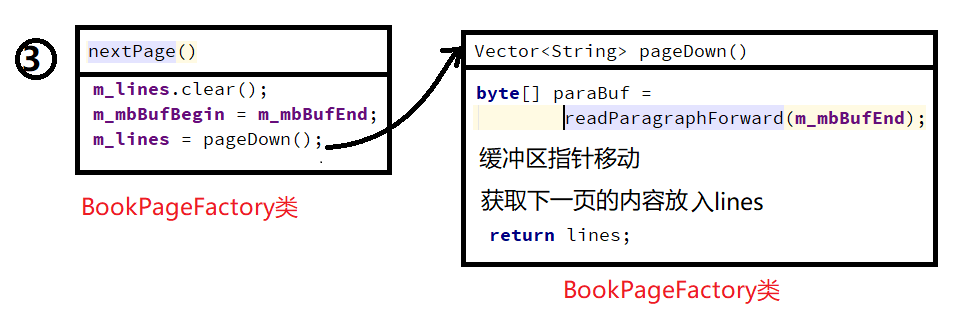 ③
nextPage()
m_lines.clear();
m_mbBufBegin = m_mbBufEnd;
m_lines = pageDown();
BookPageFactory类
Vector<String> pageDown()
byte[] paraBuf =
readParagraphForward(m_mbBufEnd);
缓冲区指针移动
获取下一页的内容放入lines
return lines;
BookPageFactory类